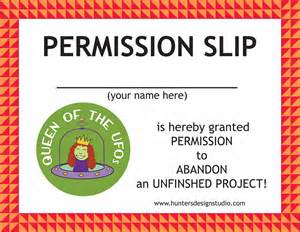 PERMISSION SLIP
(your name here)
QUEEN OF THE UFOs
is hereby granted
PERMISSION
to
ABANDON
an UNFINSHED PROJECT!
www.huntersdesignstudio.com